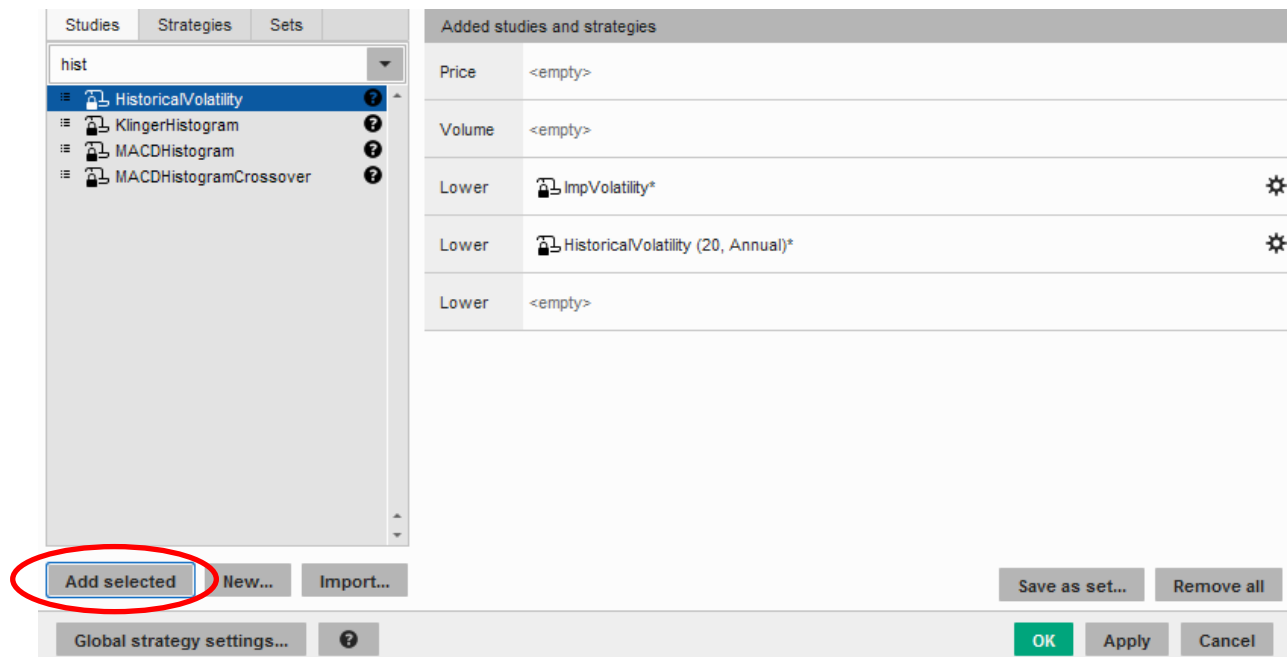 Studies Strategies Sets
hist
HistoricalVolatility
KlingerHistogram
MACDHistogram
MACDHistogramCrossover
Add selected New... Import...
Added studies and strategies
Price <empty>
Volume <empty>
Lower ImpVolatility*
Lower HistoricalVolatility (20, Annual)*
Lower <empty>
Save as set... Remove all
Global strategy settings... ?
OK Apply Cancel